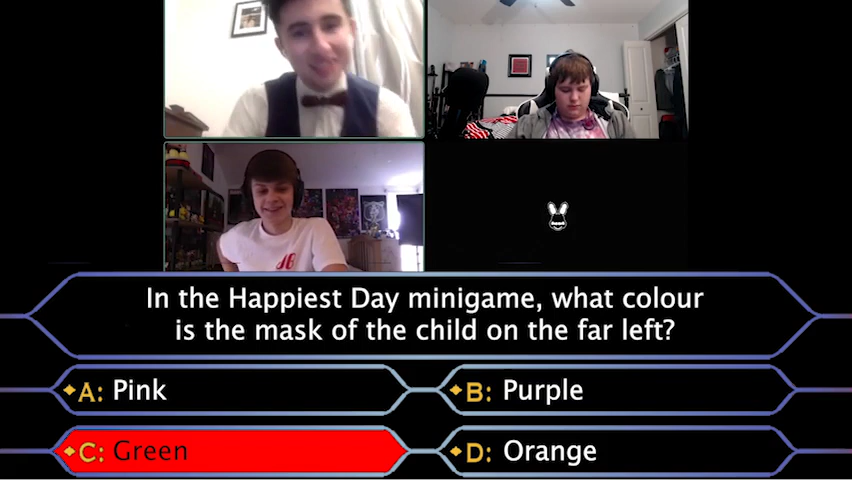 In the Happiest Day minigame, what colour
is the mask of the child on the far left?
A: Pink
B: Purple
C: Green
D: Orange